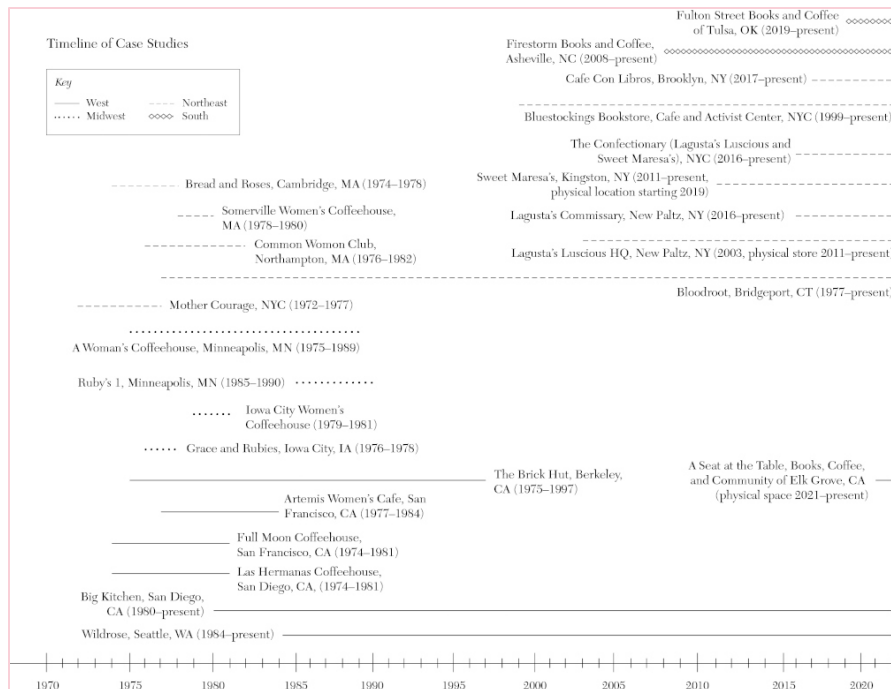 Timeline of Case Studies
Key
West
Northeast
Midwest
South
Fulton Street Books and Coffee
of Tulsa, OK (2019–present)
Firestorm Books and Coffee,
Asheville, NC (2008–present)
Cafe Con Libros, Brooklyn, NY (2017–present)
Bluestockings Bookstore, Cafe and Activist Center, NYC (1999–present)
The Confectionary (Lagusta's Luscious and
Sweet Maresa's), NYC (2016–present)
Bread and Roses, Cambridge, MA (1974–1978)
Sweet Maresa's, Kingston, NY (2011–present,
physical location starting 2019)
Somerville Women's Coffeehouse,
MA (1978–1980)
Lagusta's Commissary, New Paltz, NY (2016–present)
Common Womon Club,
Northampton, MA (1976–1982)
Lagusta's Luscious HQ, New Paltz, NY (2003, physical store 2011–present)
Bloodroot, Bridgeport, CT (1977–present)
Mother Courage, NYC (1972–1977)
A Woman's Coffeehouse, Minneapolis, MN (1975–1989)
Ruby's 1, Minneapolis, MN (1985–1990)
Iowa City Women's
Coffeehouse (1979–1981)
Grace and Rubies, Iowa City, IA (1976–1978)
The Brick Hut, Berkeley,
CA (1975–1997)
A Seat at the Table, Books, Coffee,
and Community of Elk Grove, CA
(physical space 2021–present)
Artemis Women's Cafe, San
Francisco, CA (1977–1984)
Full Moon Coffeehouse,
San Francisco, CA (1974–1981)
Las Hermanas Coffeehouse,
San Diego, CA, (1974–1981)
Big Kitchen, San Diego,
CA (1980–present)
Wildrose, Seattle, WA (1984–present)
1970 1975 1980 1985 1990 1995 2000 2005 2010 2015 2020